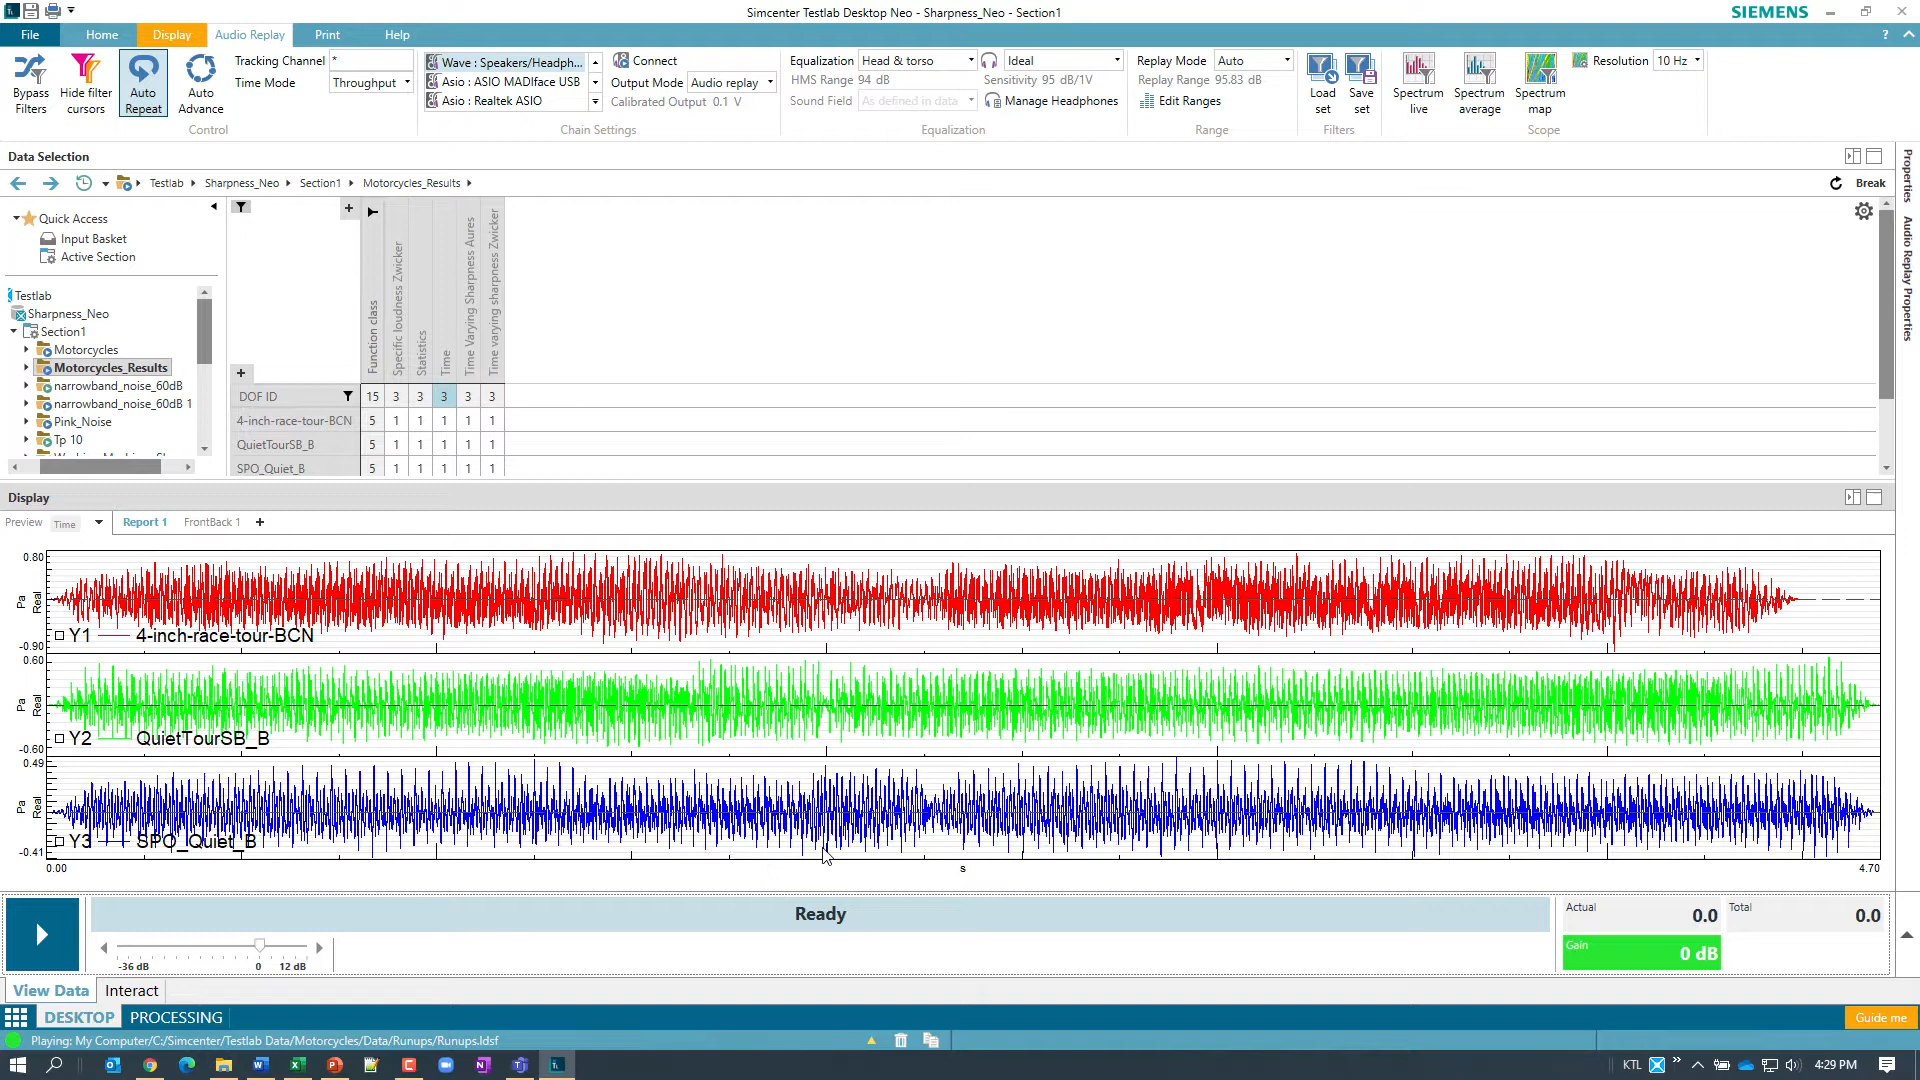 Simcenter Testlab Desktop Neo - Sharpness_Neo - Section1
SIEMENS
File Home Display Audio Replay Print Help
Bypass Filters
Hide filter cursors
Auto Repeat
Auto Advance
Tracking Channel *
Time Mode Throughput
Control
Wave : Speakers/Headph...
Asio : ASIO MADIface USB
Asio : Realtek ASIO
Connect
Output Mode Audio replay
Calibrated Output 0.1 V
Chain Settings
Equalization Head & torso
HMS Range 94 dB
Sound Field As defined in data
Ideal
Sensitivity 95 dB/1V
Manage Headphones
Equalization
Replay Mode Auto
Replay Range 95.83 dB
Edit Ranges
Range
Load set
Save set
Filters
Spectrum live
Spectrum average
Spectrum map
Resolution 10 Hz
Scope
Data Selection
Testlab Sharpness_Neo Section1 Motorcycles_Results
Break
Quick Access
Input Basket
Active Section
Testlab
Sharpness_Neo
Section1
Motorcycles
Motorcycles_Results
narrowband_noise_60dB
narrowband_noise_60dB 1
Pink_Noise
Tp 10
Function class
Specific loudness Zwicker
Statistics
Time
Time Varying Sharpness Aures
Time varying sharpness Zwicker
DOF ID 15 3 3 3 3 3
4-inch-race-tour-BCN 5 1 1 1 1 1
QuietTourSB_B 5 1 1 1 1 1
SPO_Quiet_B 5 1 1 1 1 1
Properties
Audio Replay Properties
Display
Preview Time Report 1 FrontBack 1 +
0.80
Pa
Real
Y1 4-inch-race-tour-BCN
-0.90
0.60
Pa
Real
Y2 QuietTourSB_B
-0.60
0.49
Pa
Real
Y3 SPO_Quiet_B
-0.41
0.00 s 4.70
Ready
-36 dB 0 12 dB
Actual 0.0
Total 0.0
Gain 0 dB
View Data Interact
DESKTOP PROCESSING
Guide me
Playing: My Computer/C:/Simcenter/Testlab Data/Motorcycles/Data/Runups/Runups.ldsf
KTL 4:29 PM